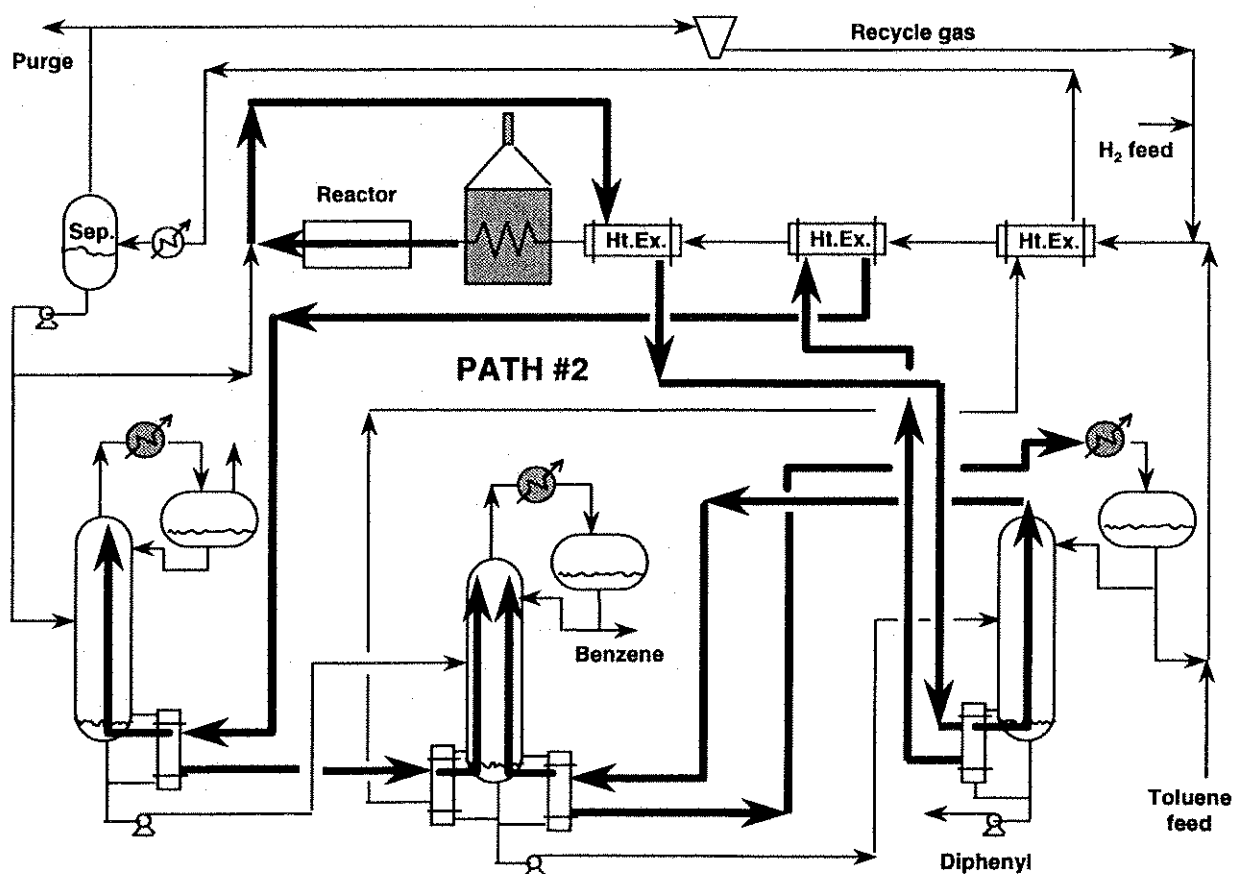 Purge
Recycle gas
H₂ feed
Reactor
Sep.
Ht.Ex.
Ht.Ex.
Ht.Ex.
PATH #2
Benzene
Toluene
feed
Diphenyl